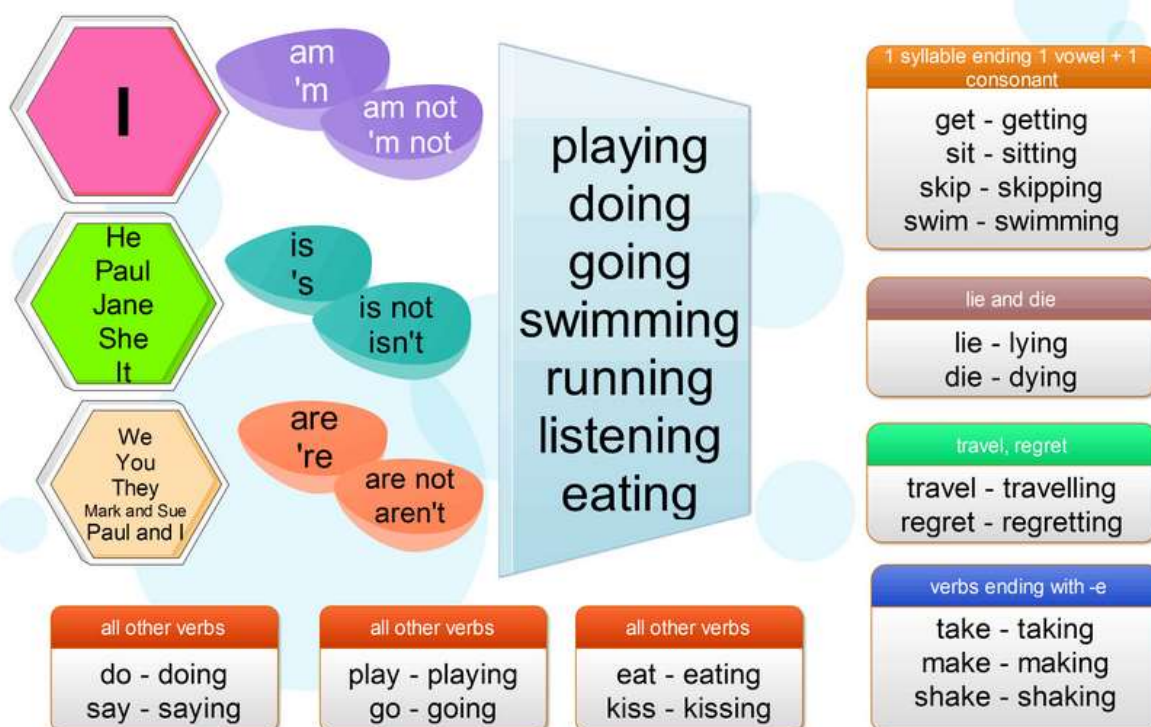 I
am
'm
am not
'm not
He
Paul
Jane
She
It
is
's
is not
isn't
We
You
They
Mark and Sue
Paul and I
are
're
are not
aren't
playing
doing
going
swimming
running
listening
eating
1 syllable ending 1 vowel + 1
consonant
get - getting
sit - sitting
skip - skipping
swim - swimming
lie and die
lie - lying
die - dying
travel, regret
travel - travelling
regret - regretting
verbs ending with -e
take - taking
make - making
shake - shaking
all other verbs
do - doing
say - saying
all other verbs
play - playing
go - going
all other verbs
eat - eating
kiss - kissing